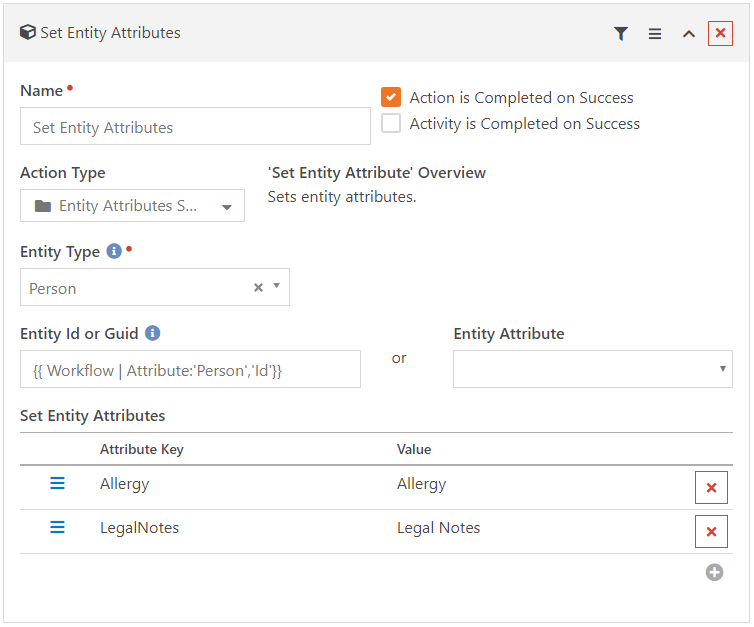 Set Entity Attributes
Name
Action is Completed on Success
Set Entity Attributes
Activity is Completed on Success
Action Type
'Set Entity Attribute' Overview
Entity Attributes S...
Sets entity attributes.
Entity Type
Person
Entity Id or Guid
Entity Attribute
{{ Workflow | Attribute:'Person','Id'}}
or
Set Entity Attributes
Attribute Key Value
Allergy Allergy
LegalNotes Legal Notes